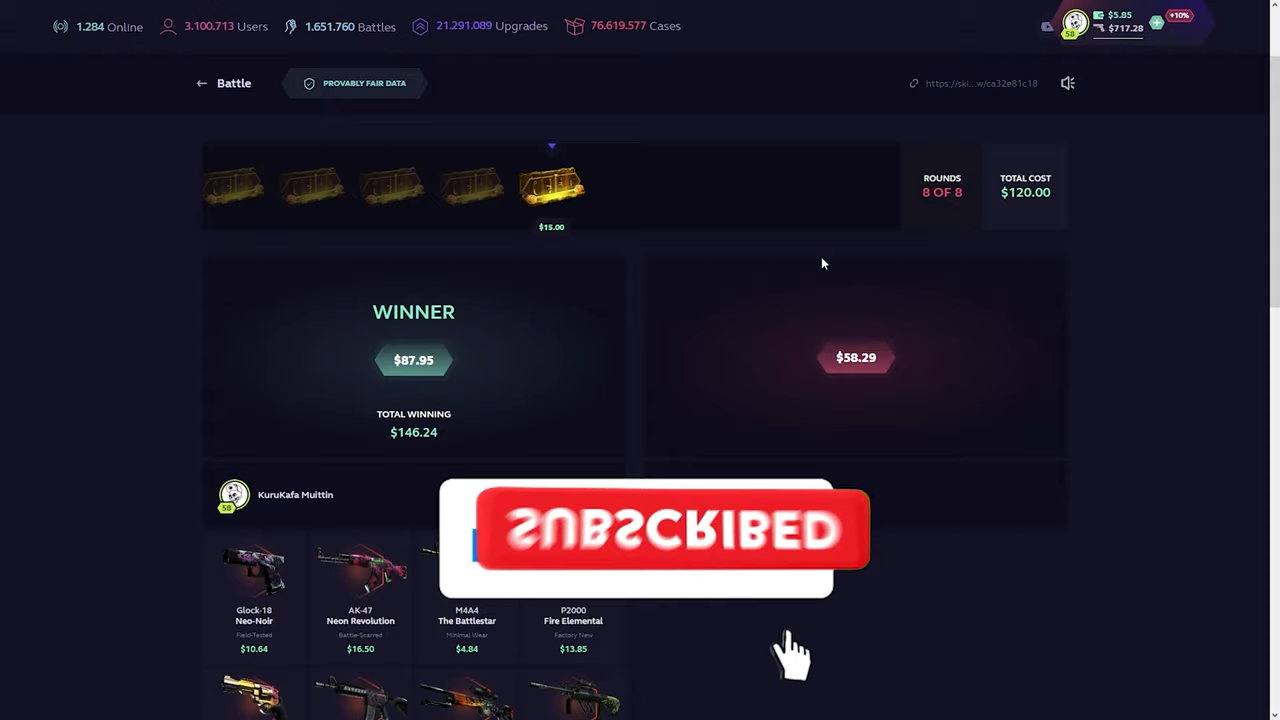 1.284 Online 3.100.713 Users 1.651.760 Battles 21.291.089 Upgrades 76.619.577 Cases
$5.85 +10%
58 $717.28
← Battle PROVABLY FAIR DATA https://ski...w/ca32e81c18
ROUNDS TOTAL COST
8 OF 8 $120.00
$15.00
WINNER
$87.95 $58.29
TOTAL WINNING
$146.24
KuruKafa Muittin
58
SUBSCRIBED
Glock-18 AK-47 M4A4 P2000
Neo-Noir Neon Revolution The Battlestar Fire Elemental
Field-Tested Battle-Scarred Minimal Wear Factory New
$10.64 $16.50 $4.84 $13.85